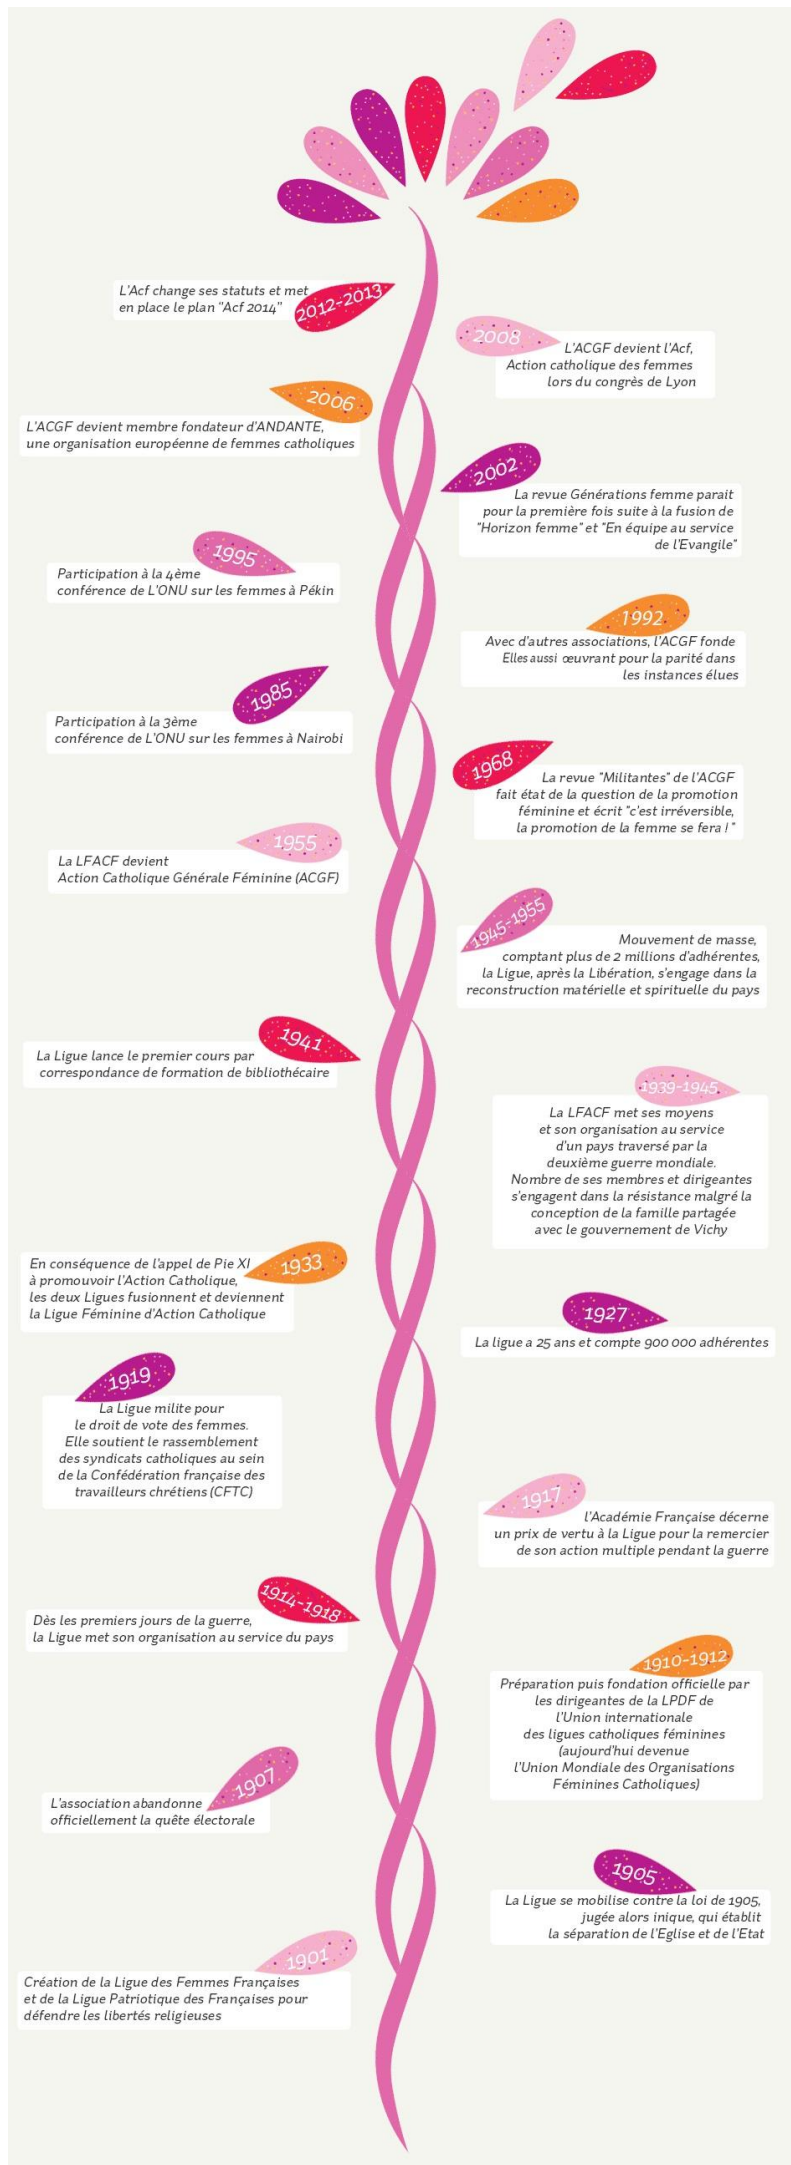 2012-2013
L'Acf change ses statuts et met
en place le plan "Acf 2014"
2008
L'ACGF devient l'Acf,
Action catholique des femmes
lors du congrès de Lyon
2006
L'ACGF devient membre fondateur d'ANDANTE,
une organisation européenne de femmes catholiques
2002
La revue Générations femme parait
pour la première fois suite à la fusion de
"Horizon femme" et "En équipe au service
de l'Evangile"
1995
Participation à la 4ème
conférence de L'ONU sur les femmes à Pékin
1992
Avec d'autres associations, l'ACGF fonde
Elles aussi œuvrant pour la parité dans
les instances élues
1985
Participation à la 3ème
conférence de L'ONU sur les femmes à Nairobi
1968
La revue "Militantes" de l'ACGF
fait état de la question de la promotion
féminine et écrit "c'est irréversible,
la promotion de la femme se fera ! "
1955
La LFACF devient
Action Catholique Générale Féminine (ACGF)
1945-1955
Mouvement de masse,
comptant plus de 2 millions d'adhérentes,
la Ligue, après la Libération, s'engage dans la
reconstruction matérielle et spirituelle du pays
1941
La Ligue lance le premier cours par
correspondance de formation de bibliothécaire
1939-1945
La LFACF met ses moyens
et son organisation au service
d'un pays traversé par la
deuxième guerre mondiale.
Nombre de ses membres et dirigeantes
s'engagent dans la résistance malgré la
conception de la famille partagée
avec le gouvernement de Vichy
1933
En conséquence de l'appel de Pie XI
à promouvoir l'Action Catholique,
les deux Ligues fusionnent et deviennent
la Ligue Féminine d'Action Catholique
1927
La ligue a 25 ans et compte 900 000 adhérentes
1919
La Ligue milite pour
le droit de vote des femmes.
Elle soutient le rassemblement
des syndicats catholiques au sein
de la Confédération française des
travailleurs chrétiens (CFTC)
1917
l'Académie Française décerne
un prix de vertu à la Ligue pour la remercier
de son action multiple pendant la guerre
1914-1918
Dès les premiers jours de la guerre,
la Ligue met son organisation au service du pays
1910-1912
Préparation puis fondation officielle par
les dirigeantes de la LPDF de
l'Union internationale
des ligues catholiques féminines
(aujourd'hui devenue
l'Union Mondiale des Organisations
Féminines Catholiques)
1907
L'association abandonne
officiellement la quête électorale
1905
La Ligue se mobilise contre la loi de 1905,
jugée alors inique, qui établit
la séparation de l'Eglise et de l'Etat
1901
Création de la Ligue des Femmes Françaises
et de la Ligue Patriotique des Françaises pour
défendre les libertés religieuses